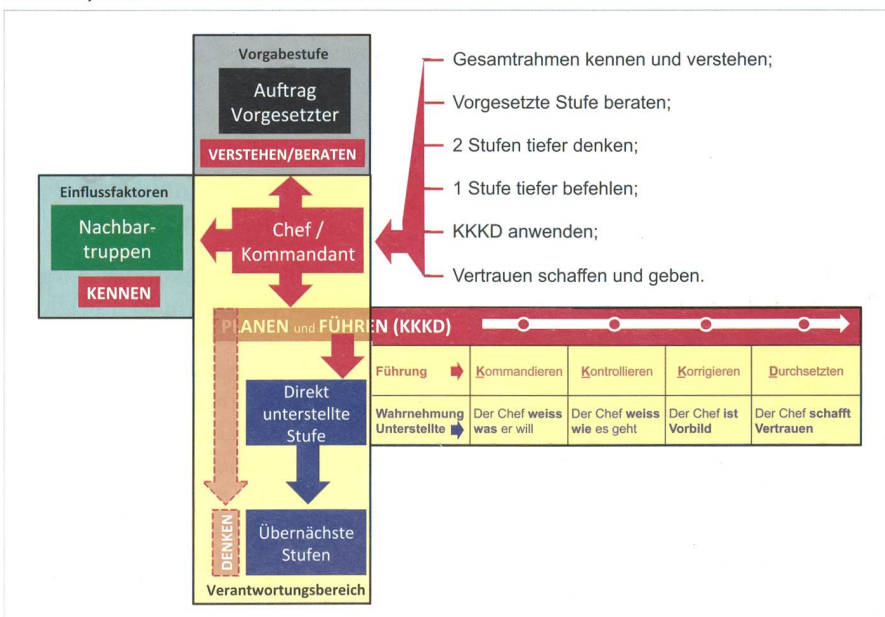 Vorgabestufe
Auftrag
Vorgesetzter
VERSTEHEN/BERATEN
Einflussfaktoren
Nachbar-
truppen
KENNEN
Chef /
Kommandant
Gesamtrahmen kennen und verstehen;
Vorgesetzte Stufe beraten;
2 Stufen tiefer denken;
1 Stufe tiefer befehlen;
KKKD anwenden;
Vertrauen schaffen und geben.
PLANEN und FÜHREN (KKKD)
Führung
Kommandieren
Kontrollieren
Korrigieren
Durchsetzten
Wahrnehmung
Unterstellte
Der Chef weiss
was er will
Der Chef weiss
wie es geht
Der Chef ist
Vorbild
Der Chef schafft
Vertrauen
Direkt
unterstellte
Stufe
DENKEN
Übernächste
Stufen
Verantwortungsbereich